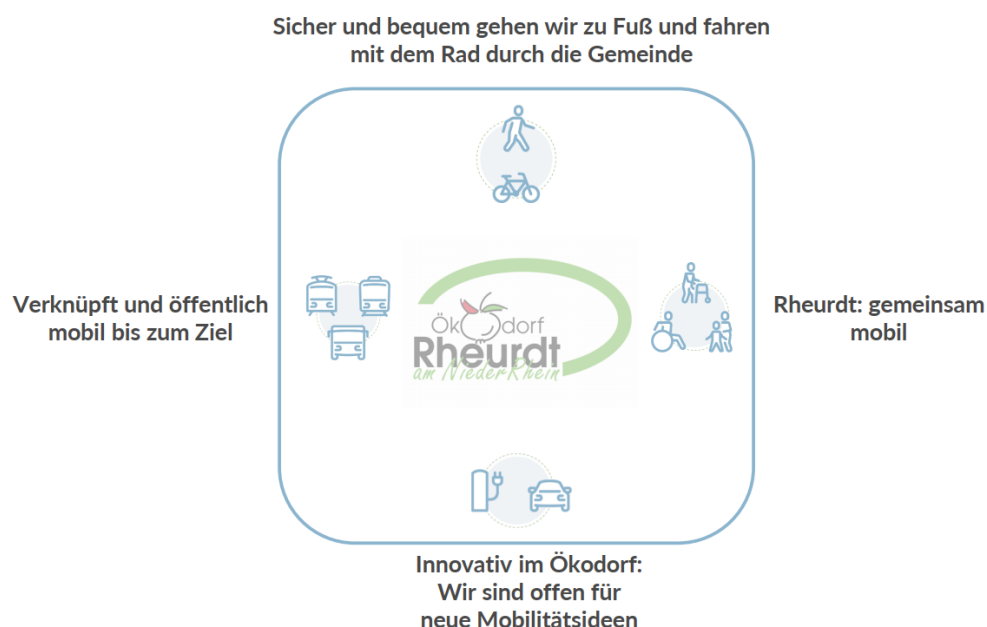 Sicher und bequem gehen wir zu Fuß und fahren
mit dem Rad durch die Gemeinde
Verknüpft und öffentlich
mobil bis zum Ziel
Ökodorf
Rheurdt
am NiederRhein
Rheurdt: gemeinsam
mobil
Innovativ im Ökodorf:
Wir sind offen für
neue Mobilitätsideen